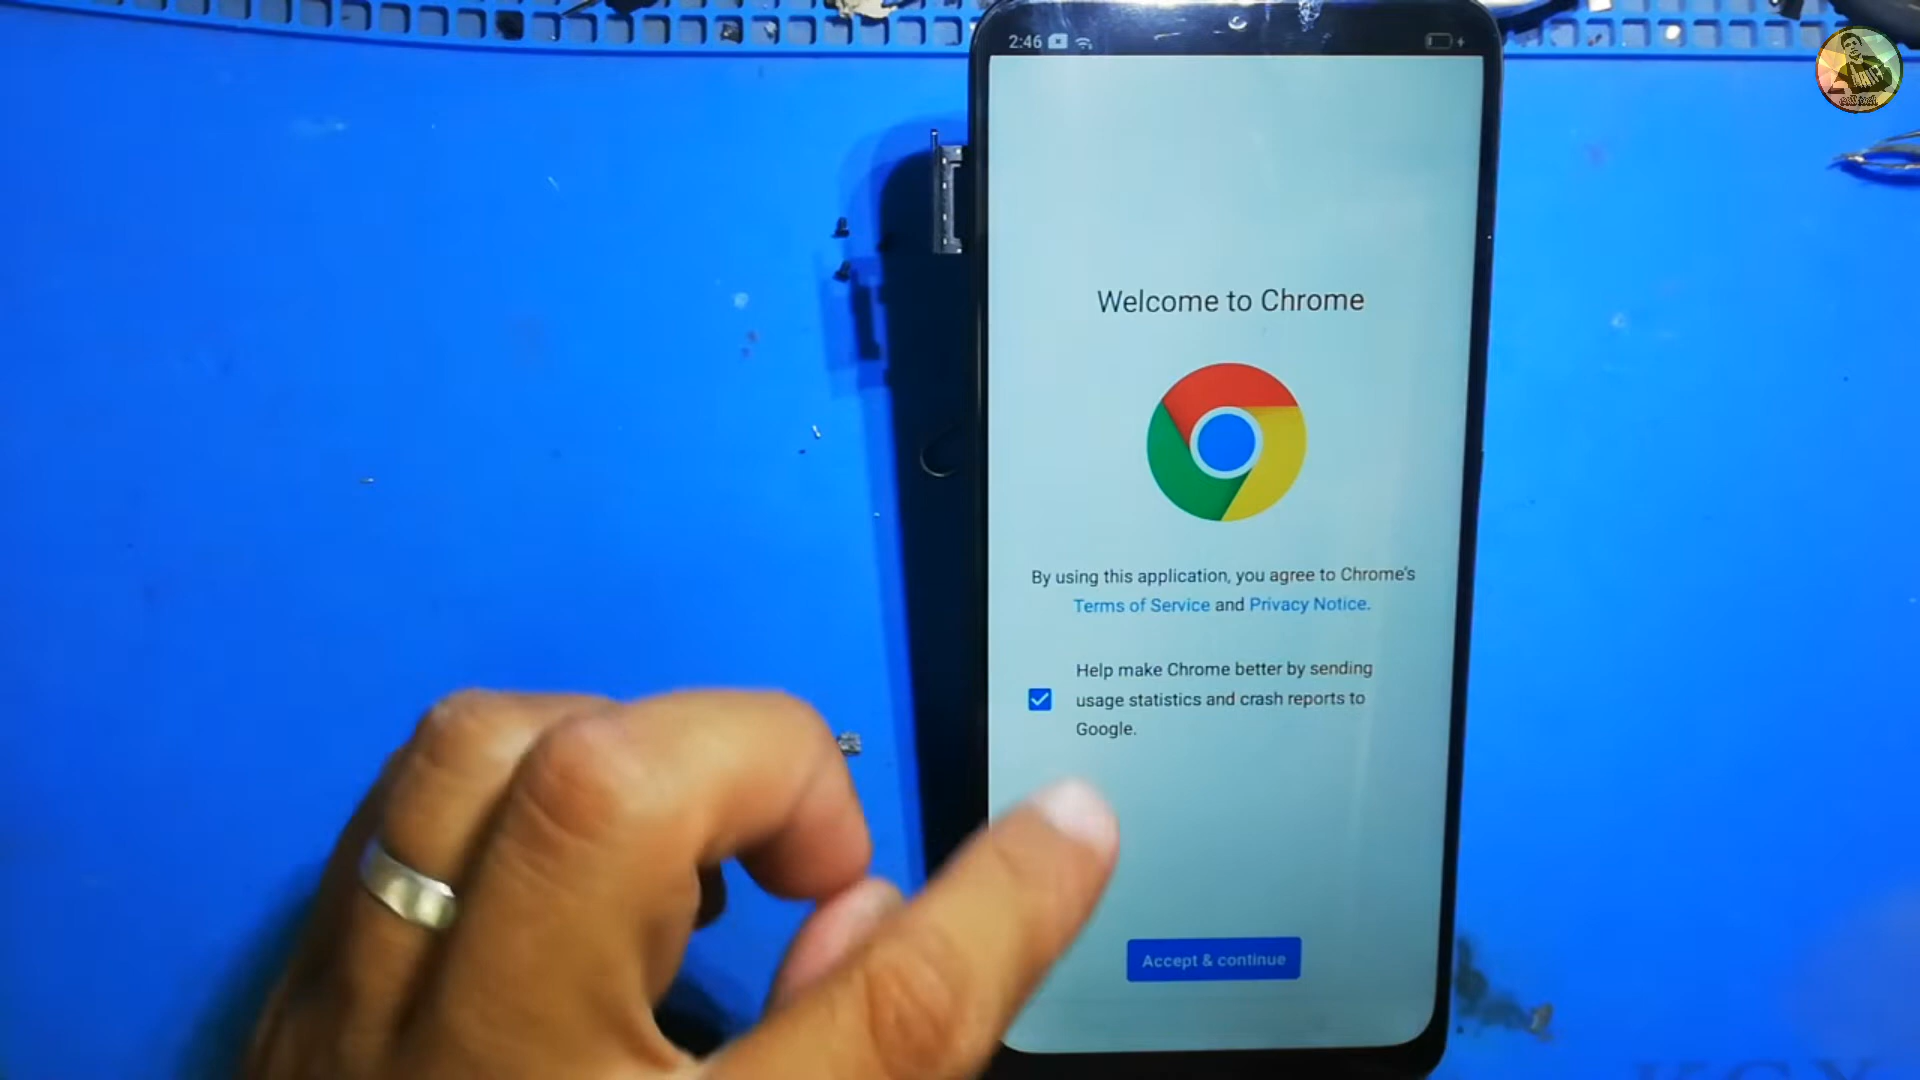 2:46
Welcome to Chrome
By using this application, you agree to Chrome's
Terms of Service and Privacy Notice.
Help make Chrome better by sending
usage statistics and crash reports to
Google.
Accept & continue